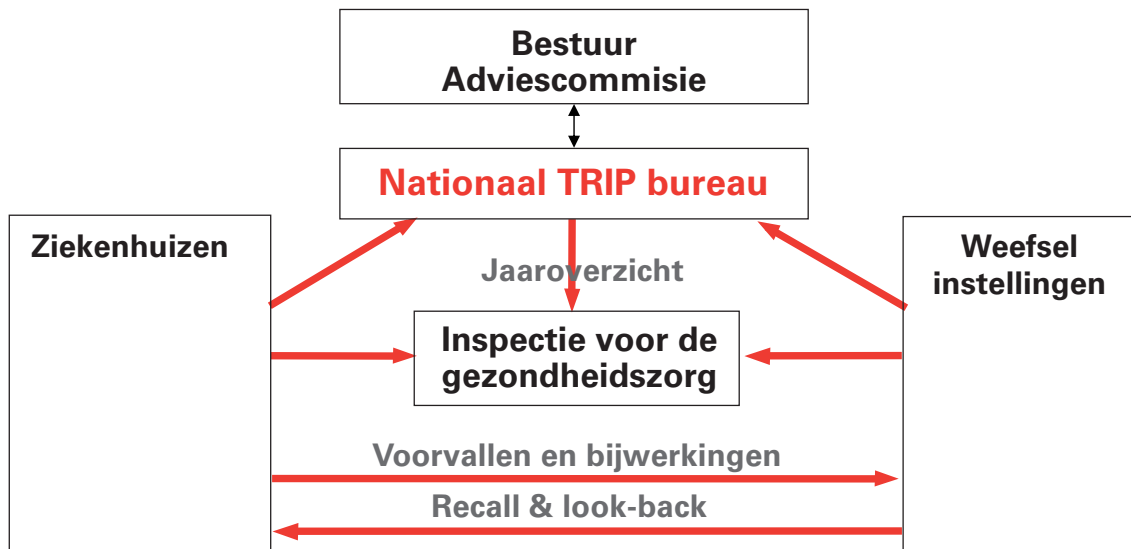 Bestuur
Adviescommisie
Nationaal TRIP bureau
Ziekenhuizen
Weefsel
instellingen
Jaaroverzicht
Inspectie voor de
gezondheidszorg
Voorvallen en bijwerkingen
Recall & look-back